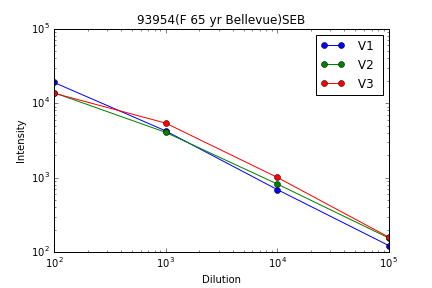 93954(F 65 yr Bellevue)SEB
10^5
10^4
10^3
10^2
Intensity
V1
V2
V3
10^2 10^3 10^4 10^5
Dilution